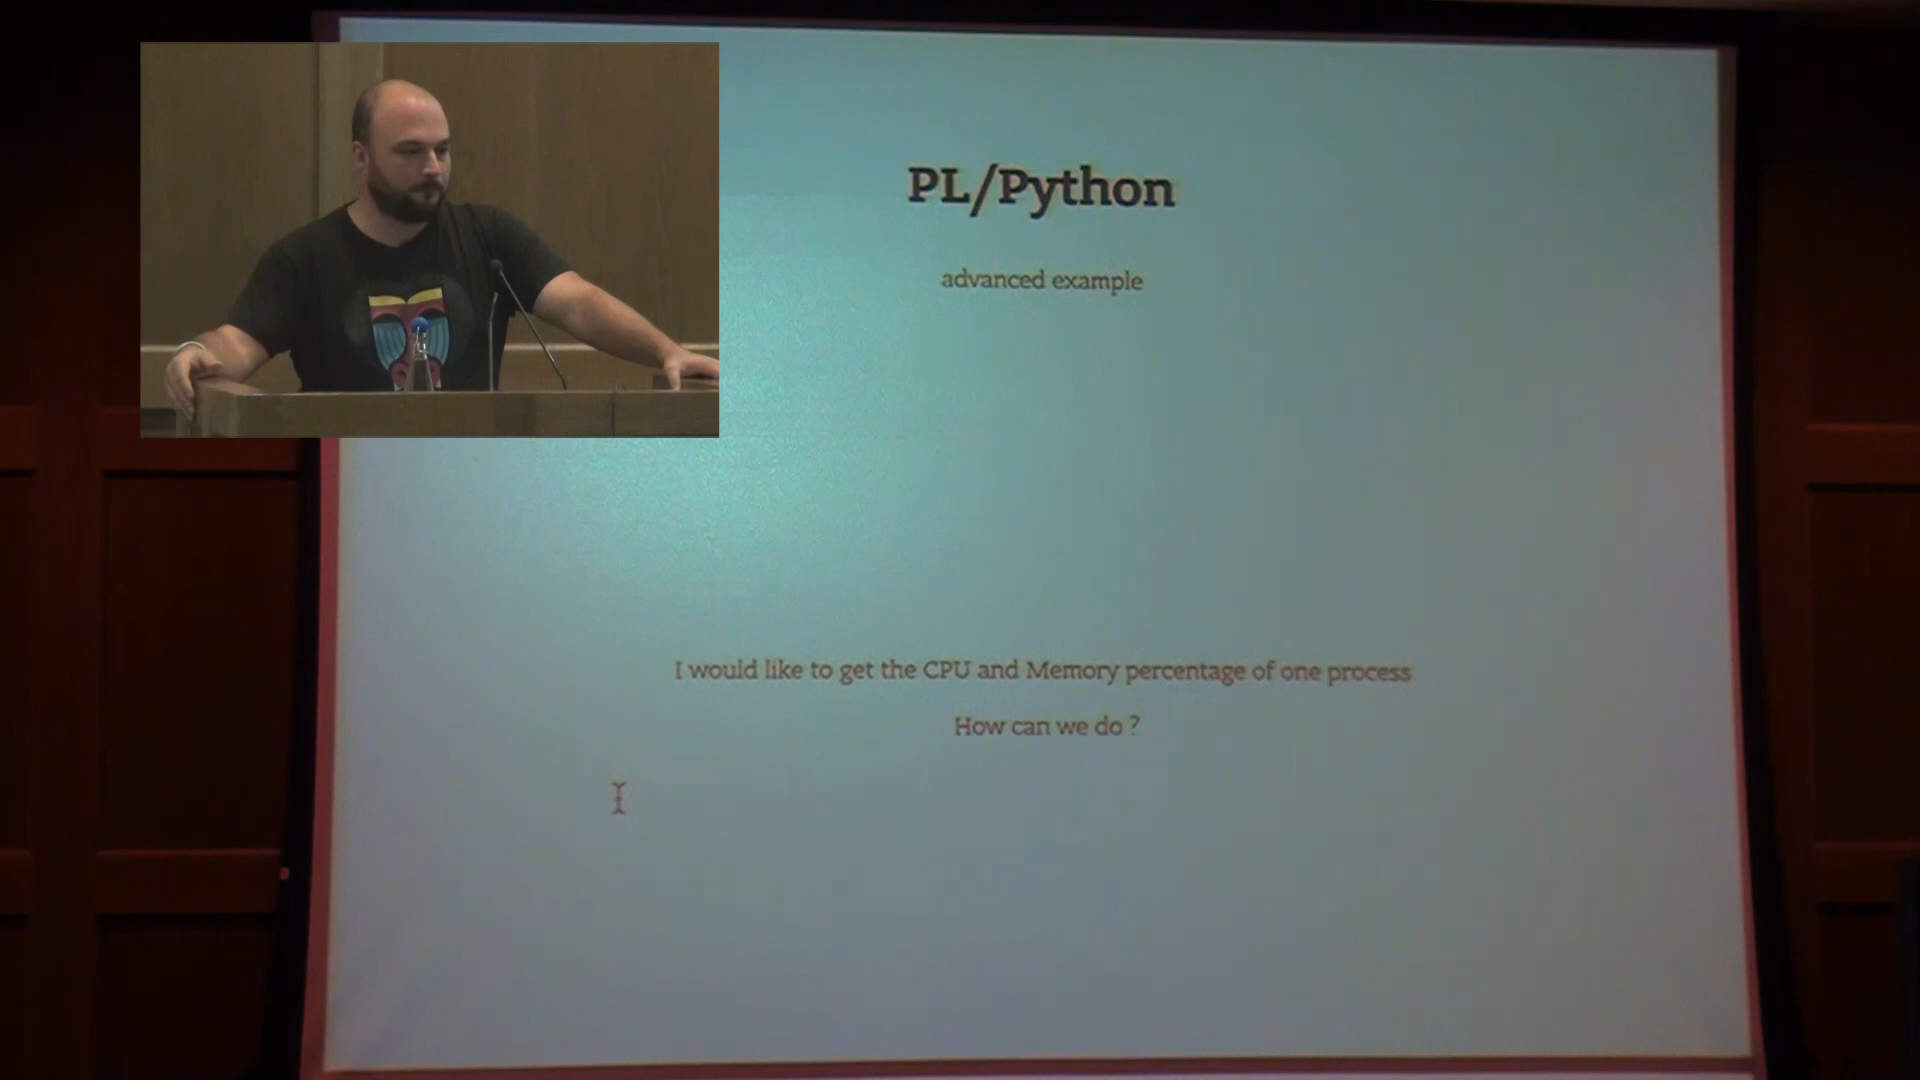 PL/Python
advanced example
I would like to get the CPU and Memory percentage of one process
How can we do ?